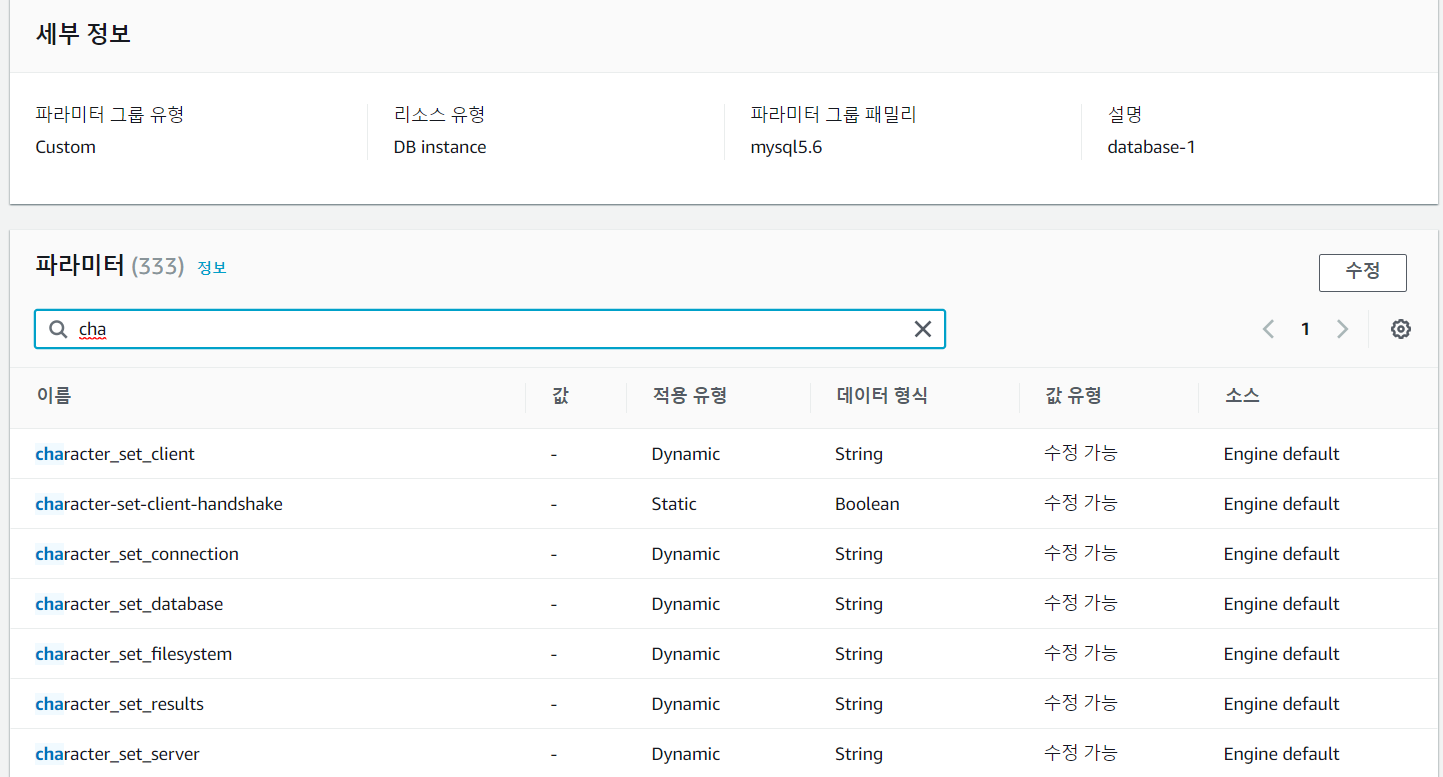 세부 정보
파라미터 그룹 유형 리소스 유형 파라미터 그룹 패밀리 설명
Custom DB instance mysql5.6 database-1
파라미터 (333) 정보
수정
cha
1
이름 값 적용 유형 데이터 형식 값 유형 소스
character_set_client - Dynamic String 수정 가능 Engine default
character-set-client-handshake - Static Boolean 수정 가능 Engine default
character_set_connection - Dynamic String 수정 가능 Engine default
character_set_database - Dynamic String 수정 가능 Engine default
character_set_filesystem - Dynamic String 수정 가능 Engine default
character_set_results - Dynamic String 수정 가능 Engine default
character_set_server - Dynamic String 수정 가능 Engine default